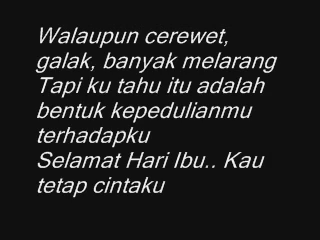 Walaupun cerewet,
galak, banyak melarang
Tapi ku tahu itu adalah
bentuk kepedulianmu
terhadapku
Selamat Hari Ibu.. Kau
tetap cintaku